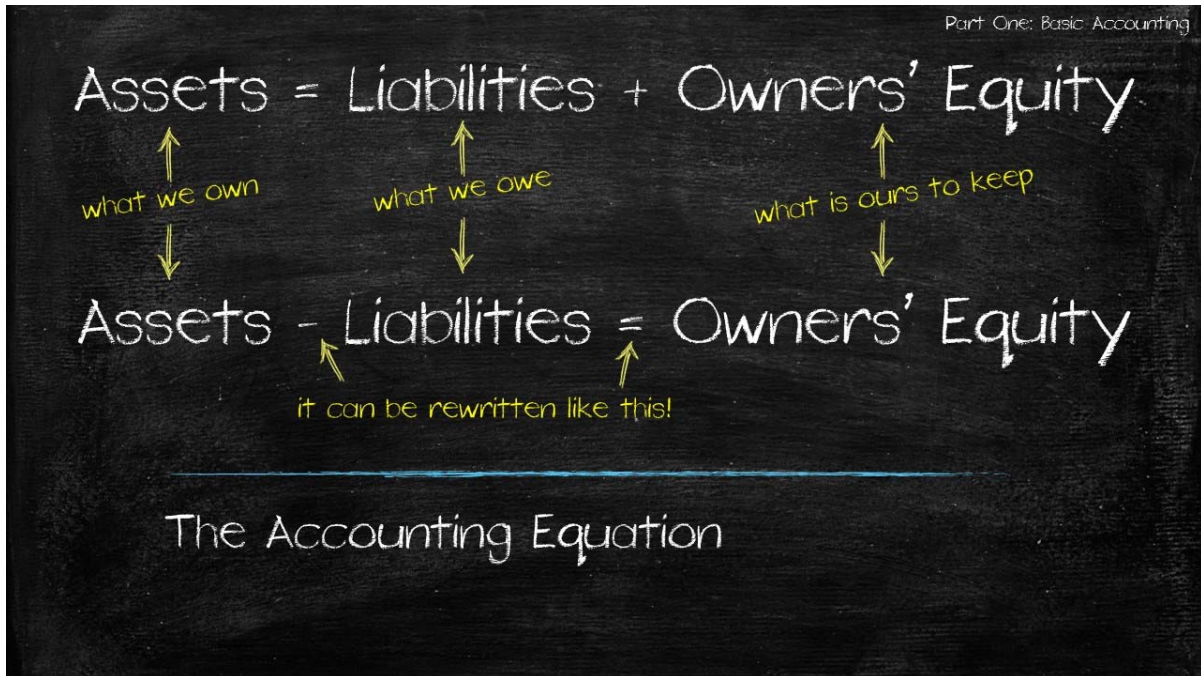 Part One: Basic Accounting
Assets = Liabilities + Owners' Equity
what we own
what we owe
what is ours to keep
Assets - Liabilities = Owners' Equity
it can be rewritten like this!
The Accounting Equation